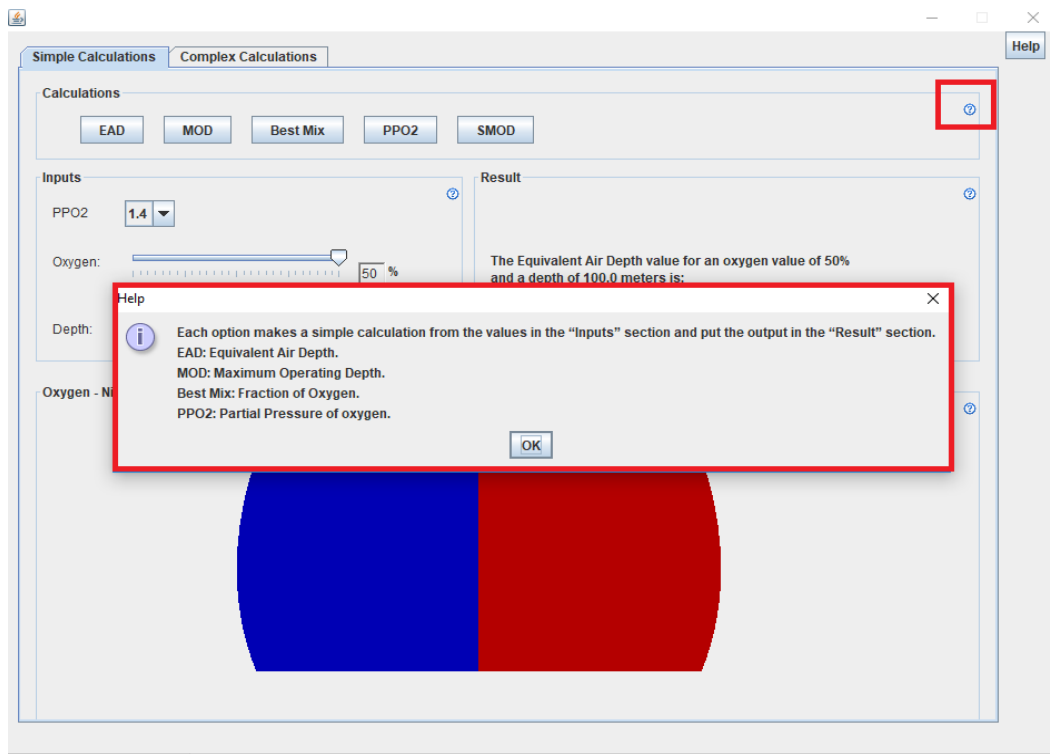 Help
Simple Calculations Complex Calculations
Calculations
EAD MOD Best Mix PPO2 SMOD
Inputs
PPO2 1.4
Oxygen: 50 %
Depth:
Result
The Equivalent Air Depth value for an oxygen value of 50%
and a depth of 100.0 meters is:
Help
Each option makes a simple calculation from the values in the “Inputs” section and put the output in the “Result” section.
EAD: Equivalent Air Depth.
MOD: Maximum Operating Depth.
Best Mix: Fraction of Oxygen.
PPO2: Partial Pressure of oxygen.
OK
Oxygen - Ni